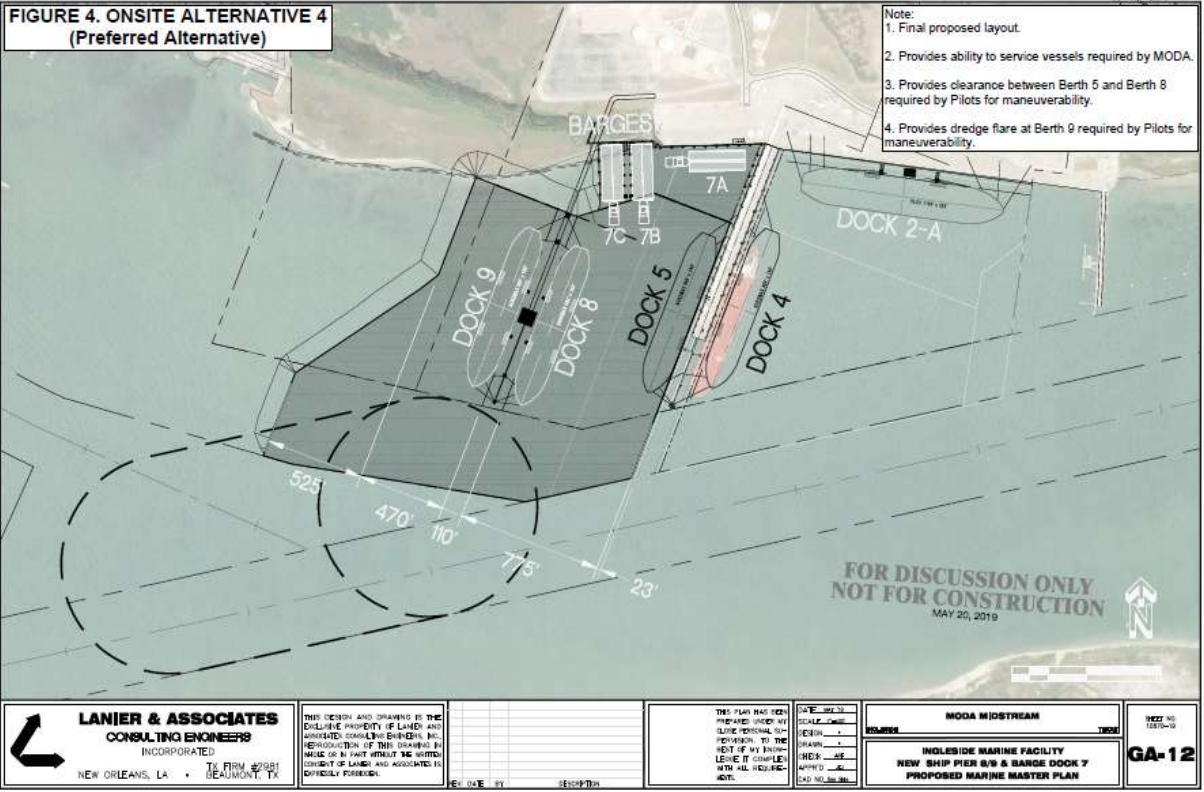 FIGURE 4. ONSITE ALTERNATIVE 4
(Preferred Alternative)
Note:
1. Final proposed layout.
2. Provides ability to service vessels required by MODA.
3. Provides clearance between Berth 5 and Berth 8
required by Pilots for maneuverability.
4. Provides dredge flare at Berth 9 required by Pilots for
maneuverability.
BARGES
7A
7C
7B
DOCK 2-A
DOCK 9
DOCK 8
DOCK 5
DOCK 4
525'
470'
110'
775'
23'
FOR DISCUSSION ONLY
NOT FOR CONSTRUCTION
MAY 20, 2019
N
LANIER & ASSOCIATES
CONSULTING ENGINEERS
INCORPORATED
TX FIRM #2981
NEW ORLEANS, LA • BEAUMONT, TX
THIS DESIGN AND DRAWING IS THE
EXCLUSIVE PROPERTY OF LANIER AND
ASSOCIATES CONSULTING ENGINEERS, INC.,
REPRODUCTION OF THIS DRAWING IN
WHOLE OR IN PART WITHOUT THE WRITTEN
CONSENT OF LANIER AND ASSOCIATES IS
EXPRESSLY FORBIDDEN.
REV DATE BY DESCRIPTION
THIS PLAN HAS BEEN
PREPARED UNDER MY
CLOSE PERSONAL SU-
PERVISION. TO THE
BEST OF MY KNOW-
LEDGE IT COMPLIES
WITH ALL REQUIRE-
MENTS.
DATE MAY 19
SCALE
DESIGN
DRAWN
CHECK
APPR'D
CAD NO.
MODA MIDSTREAM
INGLESIDE
TEXAS
INGLESIDE MARINE FACILITY
NEW SHIP PIER 8/9 & BARGE DOCK 7
PROPOSED MARINE MASTER PLAN
SHEET NO.
GA-12